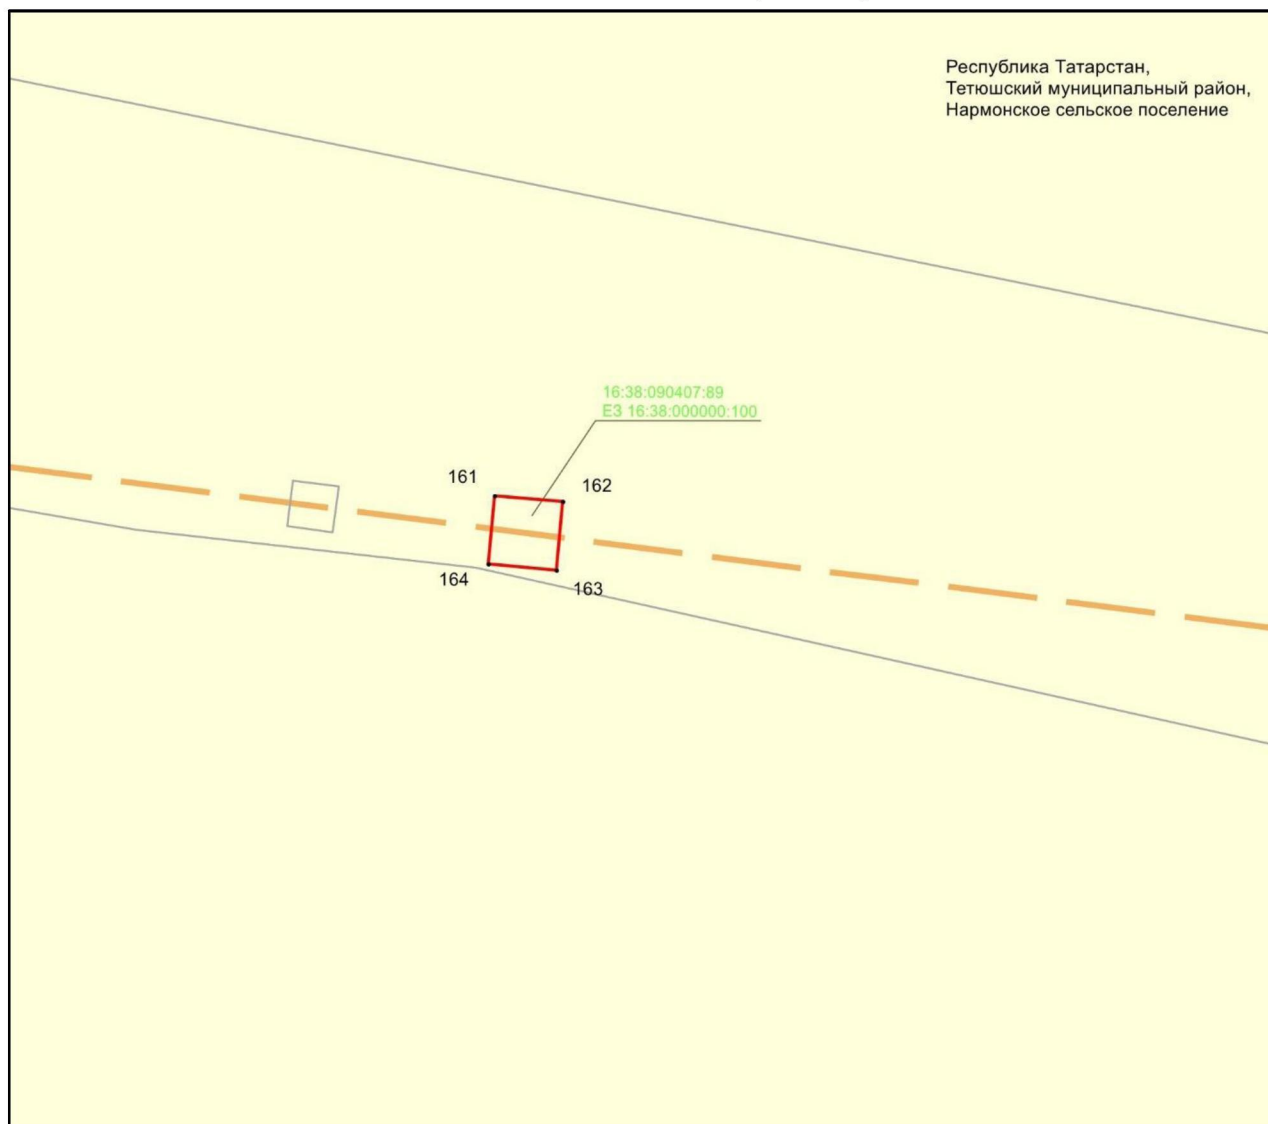 Республика Татарстан,
Тетюшский муниципальный район,
Нармонское сельское поселение
16:38:090407:89
ЕЗ 16:38:000000:100
161
162
164
163